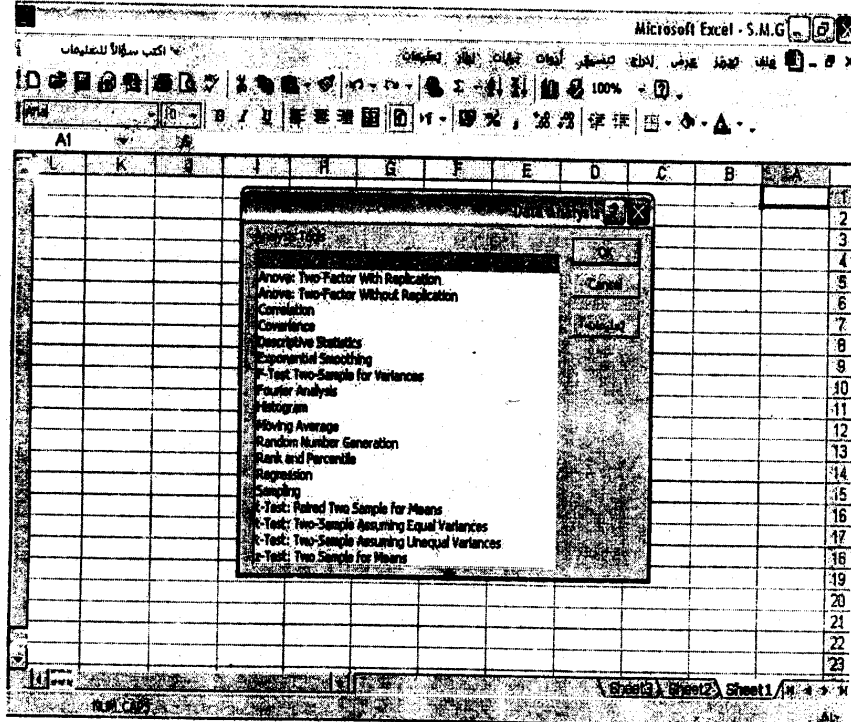 Microsoft Excel - S.M.G
اكتب سؤالاً للتعليمات
ملف تحرير عرض إدراج تنسيق أدوات بيانات إطار تعليمات
100%
Arial 10
A1
L K J I H G F E D C B A
Data Analysis
Analysis Tools
OK
Cancel
تعليمات
Anova: Two-Factor With Replication
Anova: Two-Factor Without Replication
Correlation
Covariance
Descriptive Statistics
Exponential Smoothing
F-Test Two-Sample for Variances
Fourier Analysis
Histogram
Moving Average
Random Number Generation
Rank and Percentile
Regression
Sampling
t-Test: Paired Two Sample for Means
t-Test: Two-Sample Assuming Equal Variances
t-Test: Two-Sample Assuming Unequal Variances
z-Test: Two Sample for Means
1
2
3
4
5
6
7
8
9
10
11
12
13
14
15
16
17
18
19
20
21
22
23
Sheet3 Sheet2 Sheet1
NUM CAPS